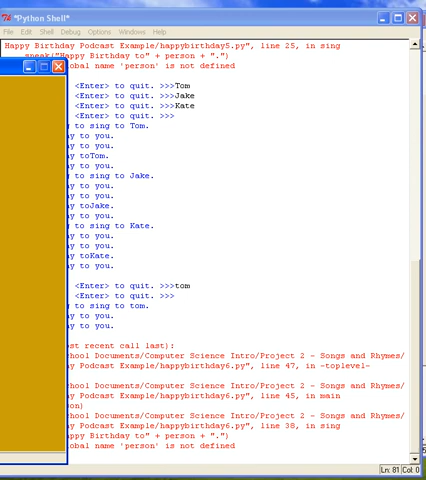 *Python Shell*
File Edit Shell Debug Options Windows Help
Happy Birthday Podcast Example/happybirthday5.py", line 25, in sing
speak("Happy Birthday to" + person + ".")
obal name 'person' is not defined
<Enter> to quit. >>>Tom
<Enter> to quit. >>>Jake
<Enter> to quit. >>>Kate
<Enter> to quit. >>>
g to sing to Tom.
ay to you.
ay to you.
ay toTom.
ay to you.
g to sing to Jake.
ay to you.
ay to you.
ay toJake.
ay to you.
g to sing to Kate.
ay to you.
ay to you.
ay toKate.
ay to you.
<Enter> to quit. >>>tom
<Enter> to quit. >>>
g to sing to tom.
ay to you.
ay to you.
ost recent call last):
chool Documents/Computer Science Intro/Project 2 - Songs and Rhymes/
ay Podcast Example/happybirthday6.py", line 47, in -toplevel-
chool Documents/Computer Science Intro/Project 2 - Songs and Rhymes/
ay Podcast Example/happybirthday6.py", line 45, in main
on)
chool Documents/Computer Science Intro/Project 2 - Songs and Rhymes/
ay Podcast Example/happybirthday6.py", line 38, in sing
appy Birthday to" + person + ".")
obal name 'person' is not defined
Ln: 81 Col: 0